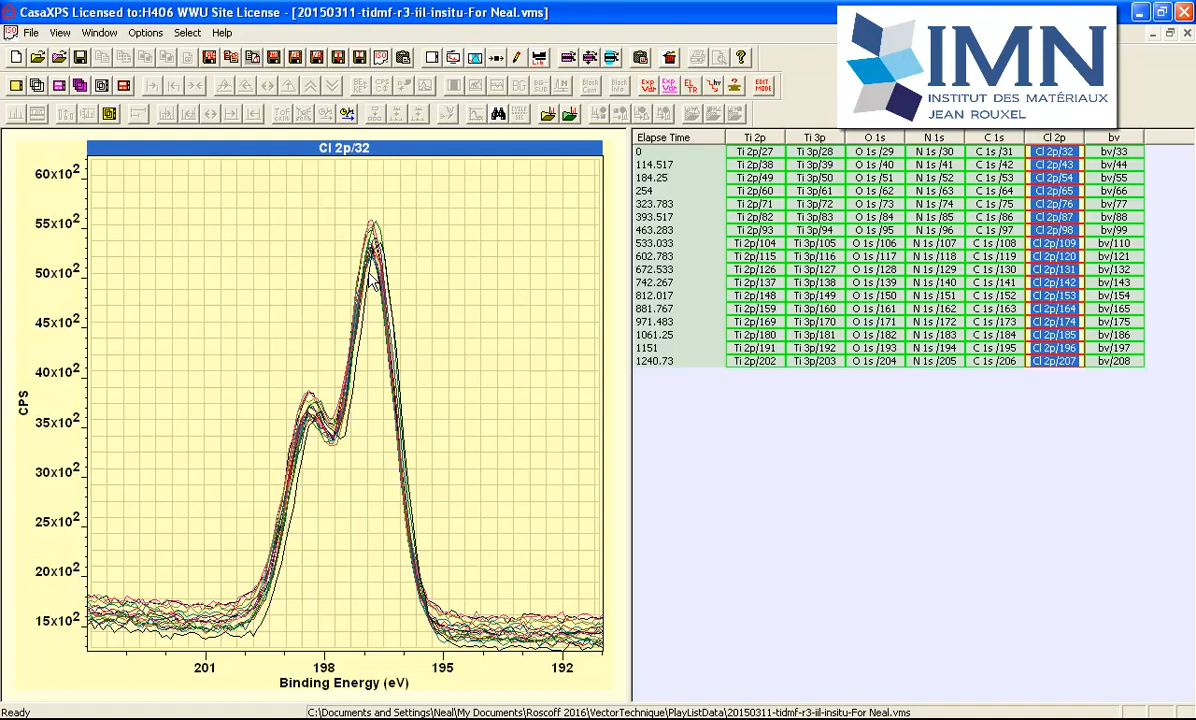 CasaXPS Licensed to:H406 WWU Site License - [20150311-tidmf-r3-iil-insitu-For Neal.vms]
File View Window Options Select Help
IMN
INSTITUT DES MATÉRIAUX
JEAN ROUXEL
Cl 2p/32
60x10²
55x10²
50x10²
45x10²
40x10²
35x10²
30x10²
25x10²
20x10²
15x10²
CPS
201 198 195 192
Binding Energy (eV)
Elapse Time Ti 2p Ti 3p O 1s N 1s C 1s Cl 2p bv
0 Ti 2p/27 Ti 3p/28 O 1s/29 N 1s/30 C 1s/31 Cl 2p/32 bv/33
114.517 Ti 2p/38 Ti 3p/39 O 1s/40 N 1s/41 C 1s/42 Cl 2p/43 bv/44
184.25 Ti 2p/49 Ti 3p/50 O 1s/51 N 1s/52 C 1s/53 Cl 2p/54 bv/55
254 Ti 2p/60 Ti 3p/61 O 1s/62 N 1s/63 C 1s/64 Cl 2p/65 bv/66
323.783 Ti 2p/71 Ti 3p/72 O 1s/73 N 1s/74 C 1s/75 Cl 2p/76 bv/77
393.517 Ti 2p/82 Ti 3p/83 O 1s/84 N 1s/85 C 1s/86 Cl 2p/87 bv/88
463.283 Ti 2p/93 Ti 3p/94 O 1s/95 N 1s/96 C 1s/97 Cl 2p/98 bv/99
533.033 Ti 2p/104 Ti 3p/105 O 1s/106 N 1s/107 C 1s/108 Cl 2p/109 bv/110
602.783 Ti 2p/115 Ti 3p/116 O 1s/117 N 1s/118 C 1s/119 Cl 2p/120 bv/121
672.533 Ti 2p/126 Ti 3p/127 O 1s/128 N 1s/129 C 1s/130 Cl 2p/131 bv/132
742.267 Ti 2p/137 Ti 3p/138 O 1s/139 N 1s/140 C 1s/141 Cl 2p/142 bv/143
812.017 Ti 2p/148 Ti 3p/149 O 1s/150 N 1s/151 C 1s/152 Cl 2p/153 bv/154
881.767 Ti 2p/159 Ti 3p/160 O 1s/161 N 1s/162 C 1s/163 Cl 2p/164 bv/165
971.483 Ti 2p/169 Ti 3p/170 O 1s/171 N 1s/172 C 1s/173 Cl 2p/174 bv/175
1061.25 Ti 2p/180 Ti 3p/181 O 1s/182 N 1s/183 C 1s/184 Cl 2p/185 bv/186
1151 Ti 2p/191 Ti 3p/192 O 1s/193 N 1s/194 C 1s/195 Cl 2p/196 bv/197
1240.73 Ti 2p/202 Ti 3p/203 O 1s/204 N 1s/205 C 1s/206 Cl 2p/207 bv/208
Ready C:\Documents and Settings\Neal\My Documents\Roscoff 2016\VectorTechnique\PlayListData\20150311-tidmf-r3-iil-insitu-For Neal.vms